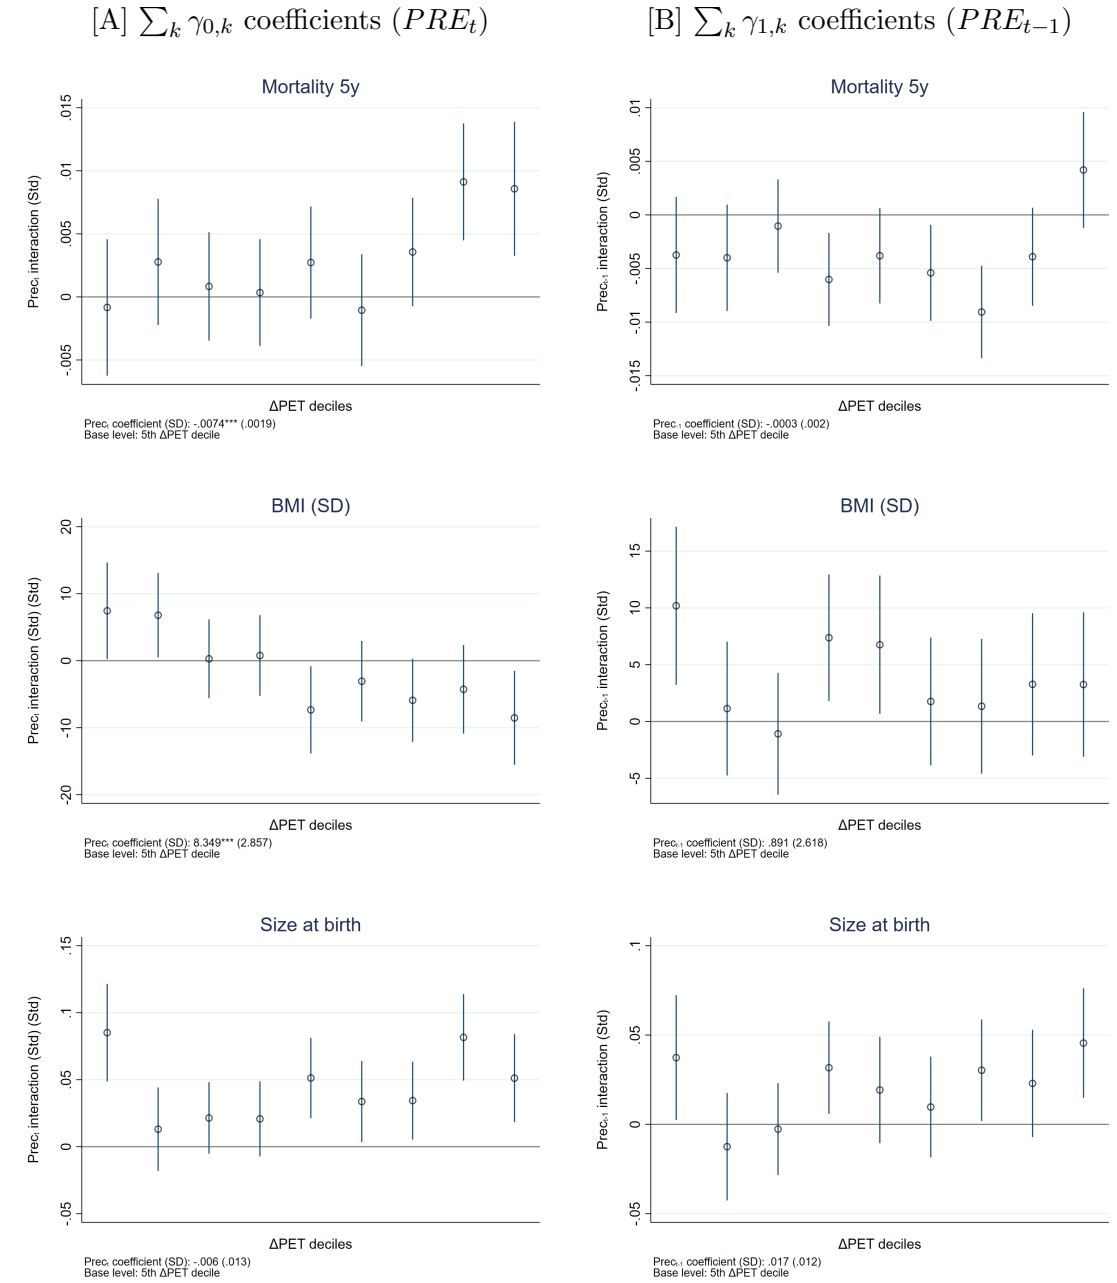 [A] ∑ₖ γ₀,ₖ coefficients (PREₜ)
[B] ∑ₖ γ₁,ₖ coefficients (PREₜ₋₁)
Mortality 5y
Precₜ interaction (Std)
.015
.01
.005
0
-.005
ΔPET deciles
Precₜ coefficient (SD): -.0074*** (.0019)
Base level: 5th ΔPET decile
Mortality 5y
Precₜ₋₁ interaction (Std)
.01
.005
0
-.005
-.01
-.015
ΔPET deciles
Prec₋₁ coefficient (SD): -.0003 (.002)
Base level: 5th ΔPET decile
BMI (SD)
Precₜ interaction (Std) (Std)
20
10
0
-10
-20
ΔPET deciles
Precₜ coefficient (SD): 8.349*** (2.857)
Base level: 5th ΔPET decile
BMI (SD)
Precₜ₋₁ interaction (Std)
15
10
5
0
-5
ΔPET deciles
Precₜ₋₁ coefficient (SD): .891 (2.618)
Base level: 5th ΔPET decile
Size at birth
Precₜ interaction (Std) (Std)
.15
.1
.05
0
-.05
ΔPET deciles
Precₜ coefficient (SD): -.006 (.013)
Base level: 5th ΔPET decile
Size at birth
Precₜ₋₁ interaction (Std)
.1
.05
0
-.05
ΔPET deciles
Precₜ₋₁ coefficient (SD): .017 (.012)
Base level: 5th ΔPET decile